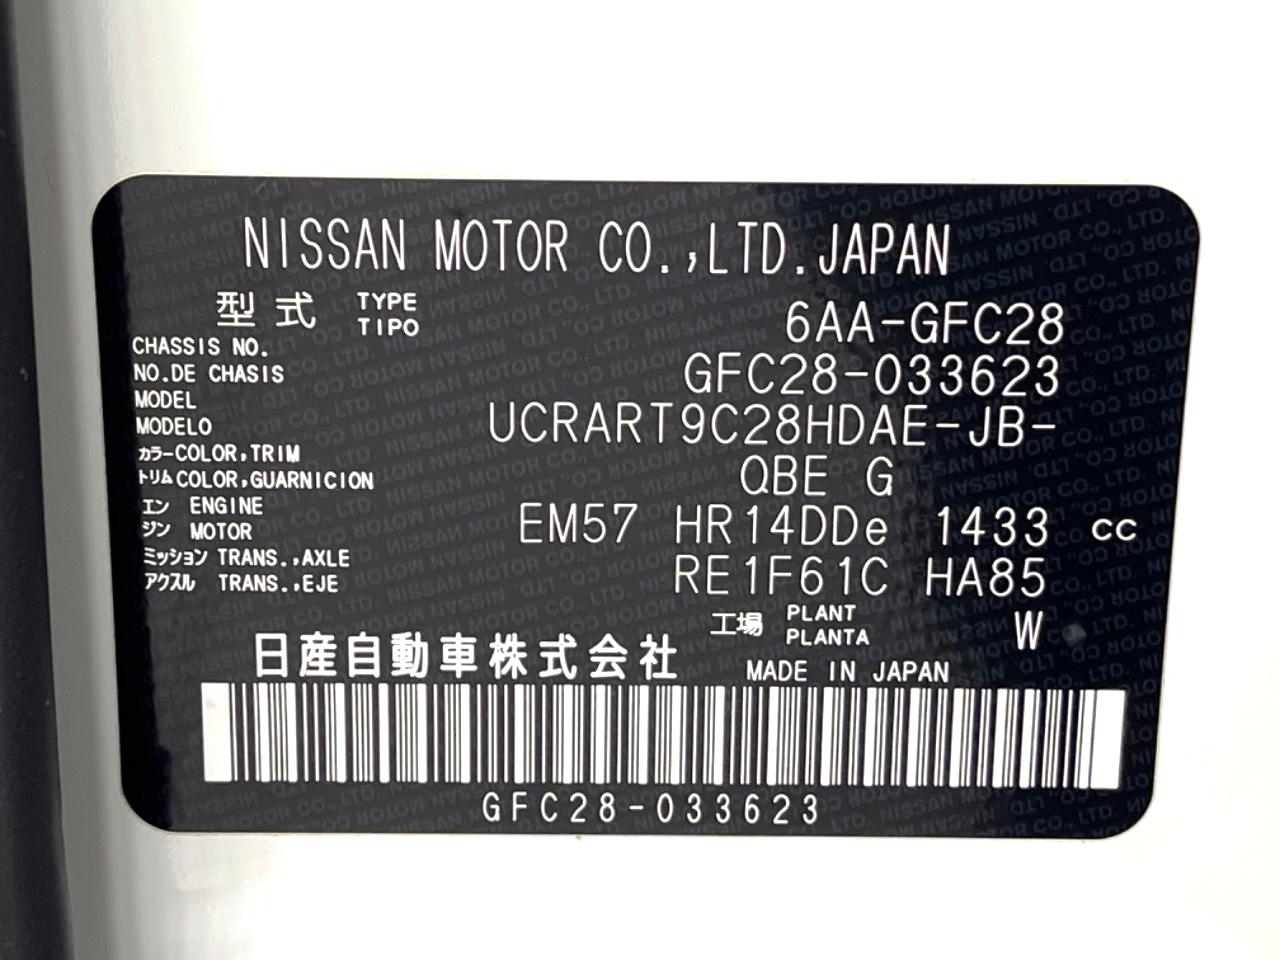 NISSAN MOTOR CO.,LTD.JAPAN
型式 TYPE TIPO 6AA-GFC28
CHASSIS NO.
NO.DE CHASIS GFC28-033623
MODEL
MODELO UCRART9C28HDAE-JB-
カラーCOLOR,TRIM
トリムCOLOR,GUARNICION QBE G
エン ENGINE
ジン MOTOR EM57 HR14DDe 1433 cc
ミッション TRANS.,AXLE
アクスル TRANS.,EJE RE1F61C HA85
工場 PLANT PLANTA W
日産自動車株式会社 MADE IN JAPAN
GFC28-033623